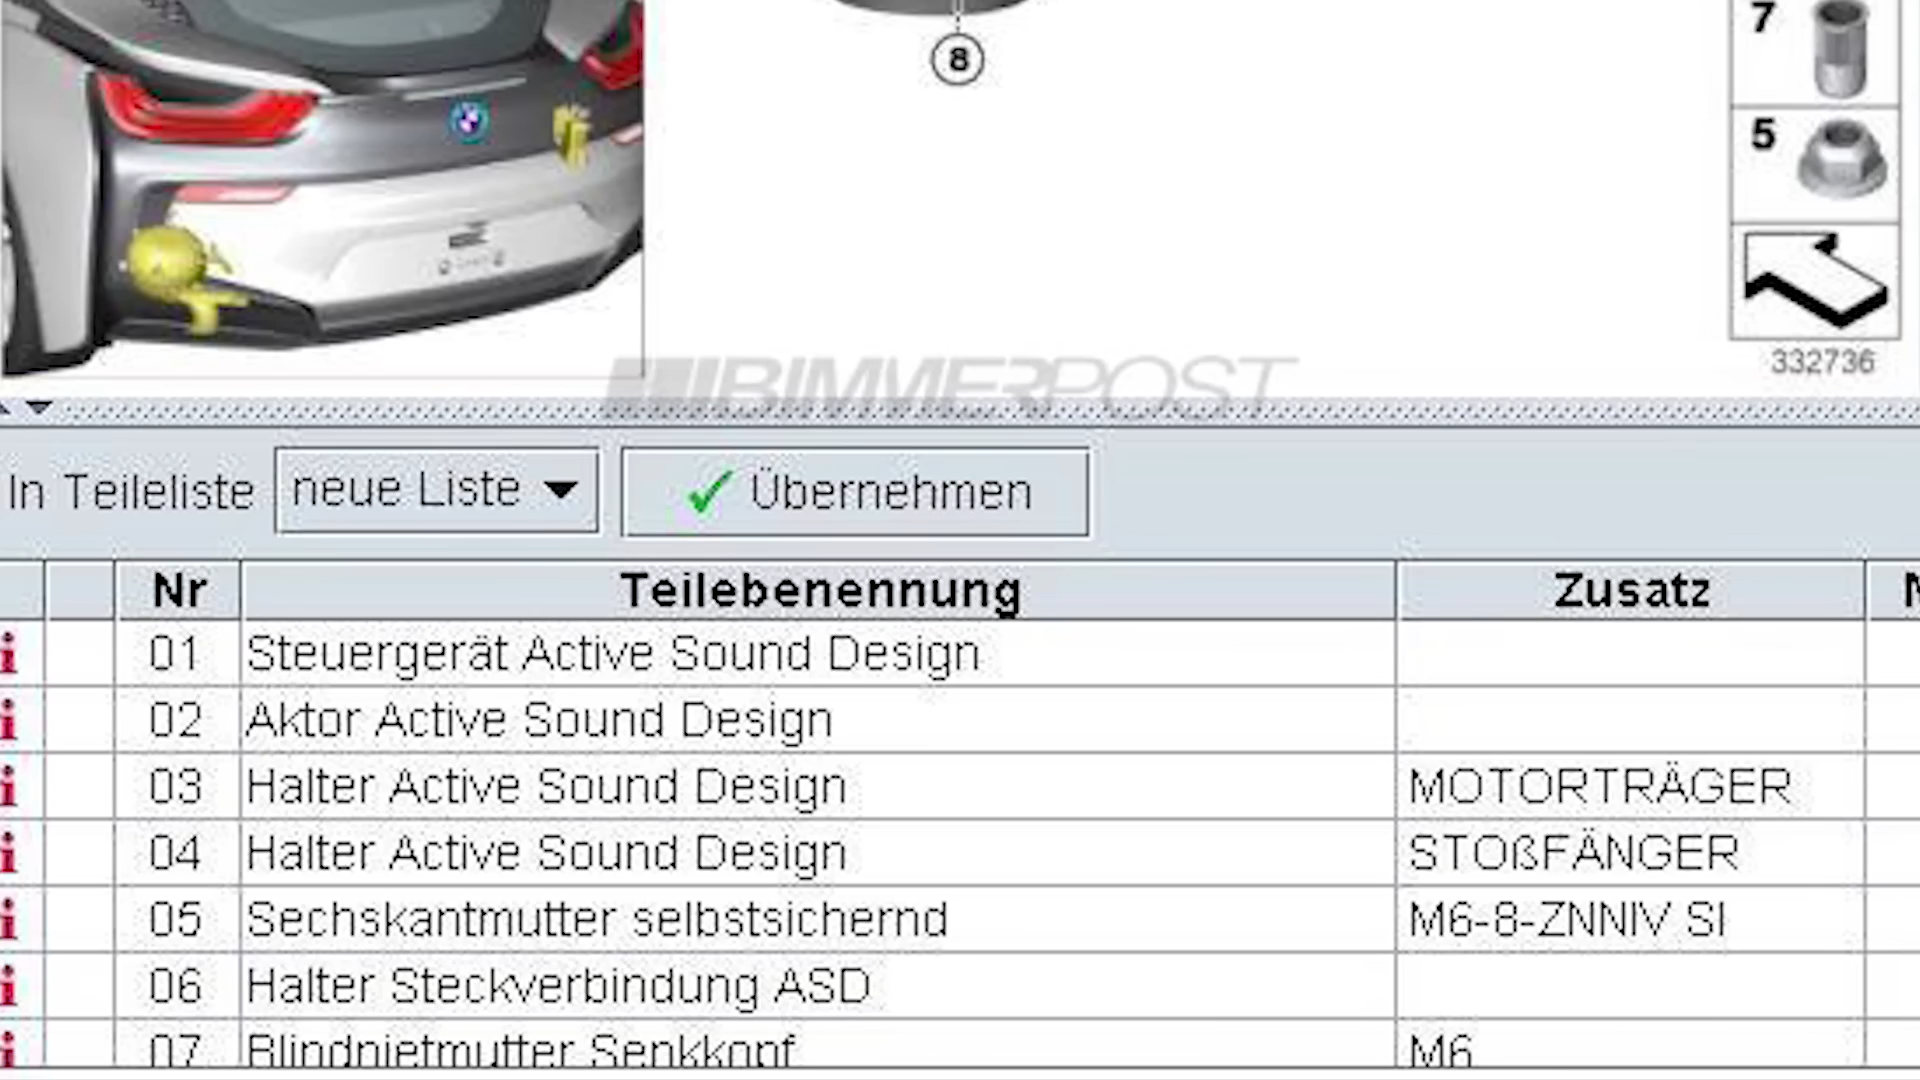 8
7
5
332736
BIMMERPOST
In Teileliste neue Liste Übernehmen
Nr Teilebenennung Zusatz
01 Steuergerät Active Sound Design
02 Aktor Active Sound Design
03 Halter Active Sound Design MOTORTRÄGER
04 Halter Active Sound Design STOßFÄNGER
05 Sechskantmutter selbstsichernd M6-8-ZNNIV SI
06 Halter Steckverbindung ASD
07 Blindnietmutter Senkkopf M6